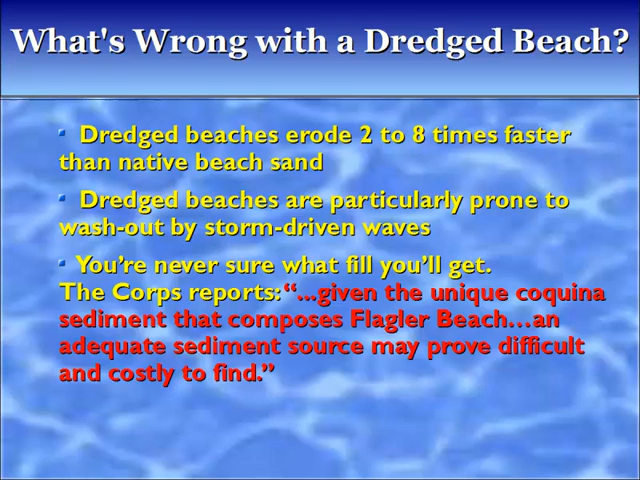 What's Wrong with a Dredged Beach?
Dredged beaches erode 2 to 8 times faster
than native beach sand
Dredged beaches are particularly prone to
wash-out by storm-driven waves
You’re never sure what fill you’ll get.
The Corps reports: “...given the unique coquina
sediment that composes Flagler Beach…an
adequate sediment source may prove difficult
and costly to find.”